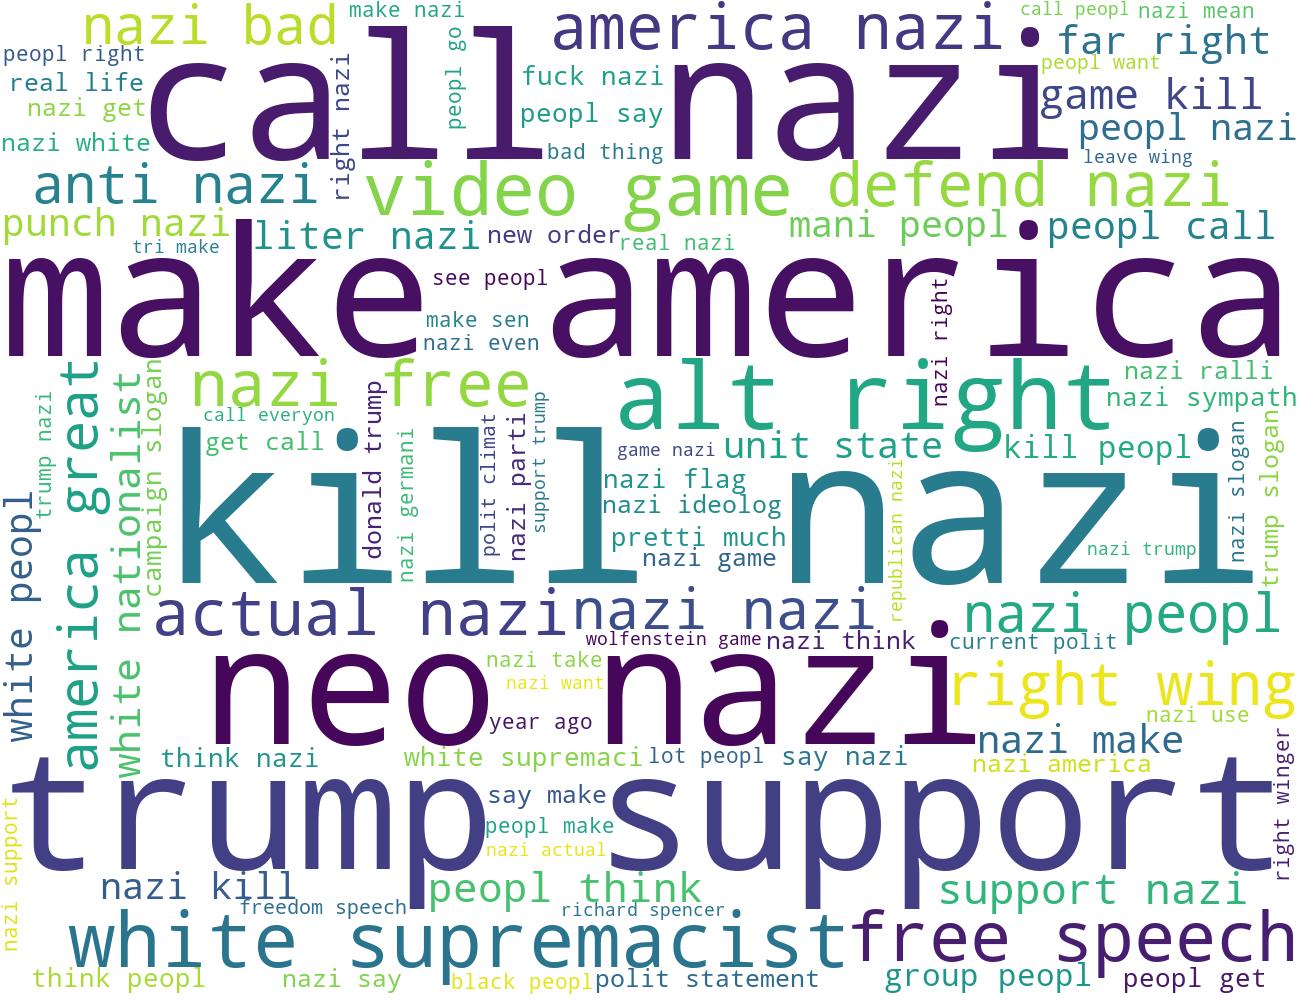 make nazi
call peopl
nazi mean
nazi bad
america nazi
far right
peopl right
call nazi
peopl go
peopl want
real life
fuck nazi
game kill
nazi get
right nazi
peopl say
peopl nazi
nazi white
bad thing
leave wing
anti nazi
video game
defend nazi
punch nazi
liter nazi
new order
real nazi
mani peopl
peopl call
tri make
make america
see peopl
nazi right
make sen
nazi even
nazi free
alt right
nazi ralli
nazi sympath
america great
white nationalist
campaign slogan
trump nazi
call everyon
get call
donald trump
nazi germani
polit climat
nazi parti
support trump
game nazi
unit state
kill peopl
nazi slogan
trump slogan
kill nazi
nazi flag
nazi ideolog
republican nazi
pretti much
nazi game
nazi trump
white peopl
actual nazi
nazi nazi
nazi peopl
wolfenstein game
nazi think
current polit
neo nazi
nazi take
nazi want
right wing
year ago
nazi use
nazi make
think nazi
white supremaci
lot peopl
say nazi
nazi america
right winger
trump support
say make
peopl make
nazi actual
nazi support
nazi kill
peopl think
support nazi
freedom speech
richard spencer
white supremacist
free speech
think peopl
nazi say
black peopl
polit statement
group peopl
peopl get